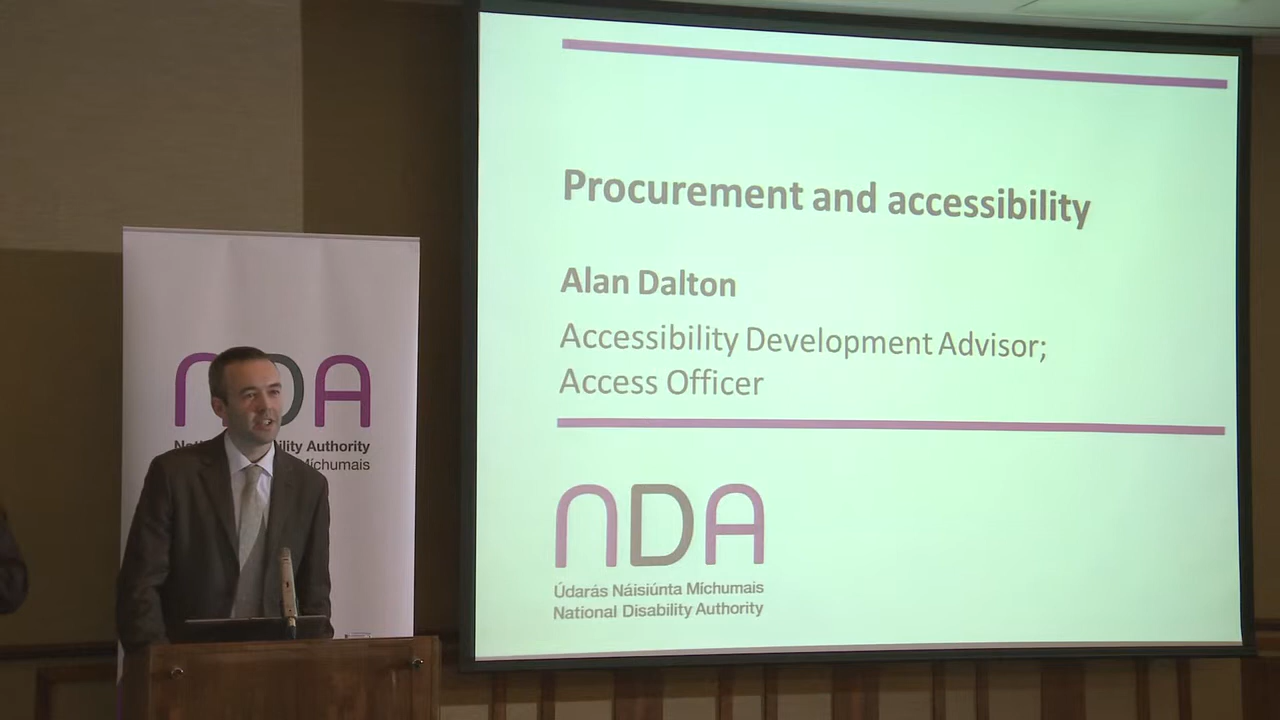 Procurement and accessibility
Alan Dalton
Accessibility Development Advisor;
Access Officer
NDA
Údarás Náisiúnta Míchumais
National Disability Authority
NDA
Authority
Míchumais